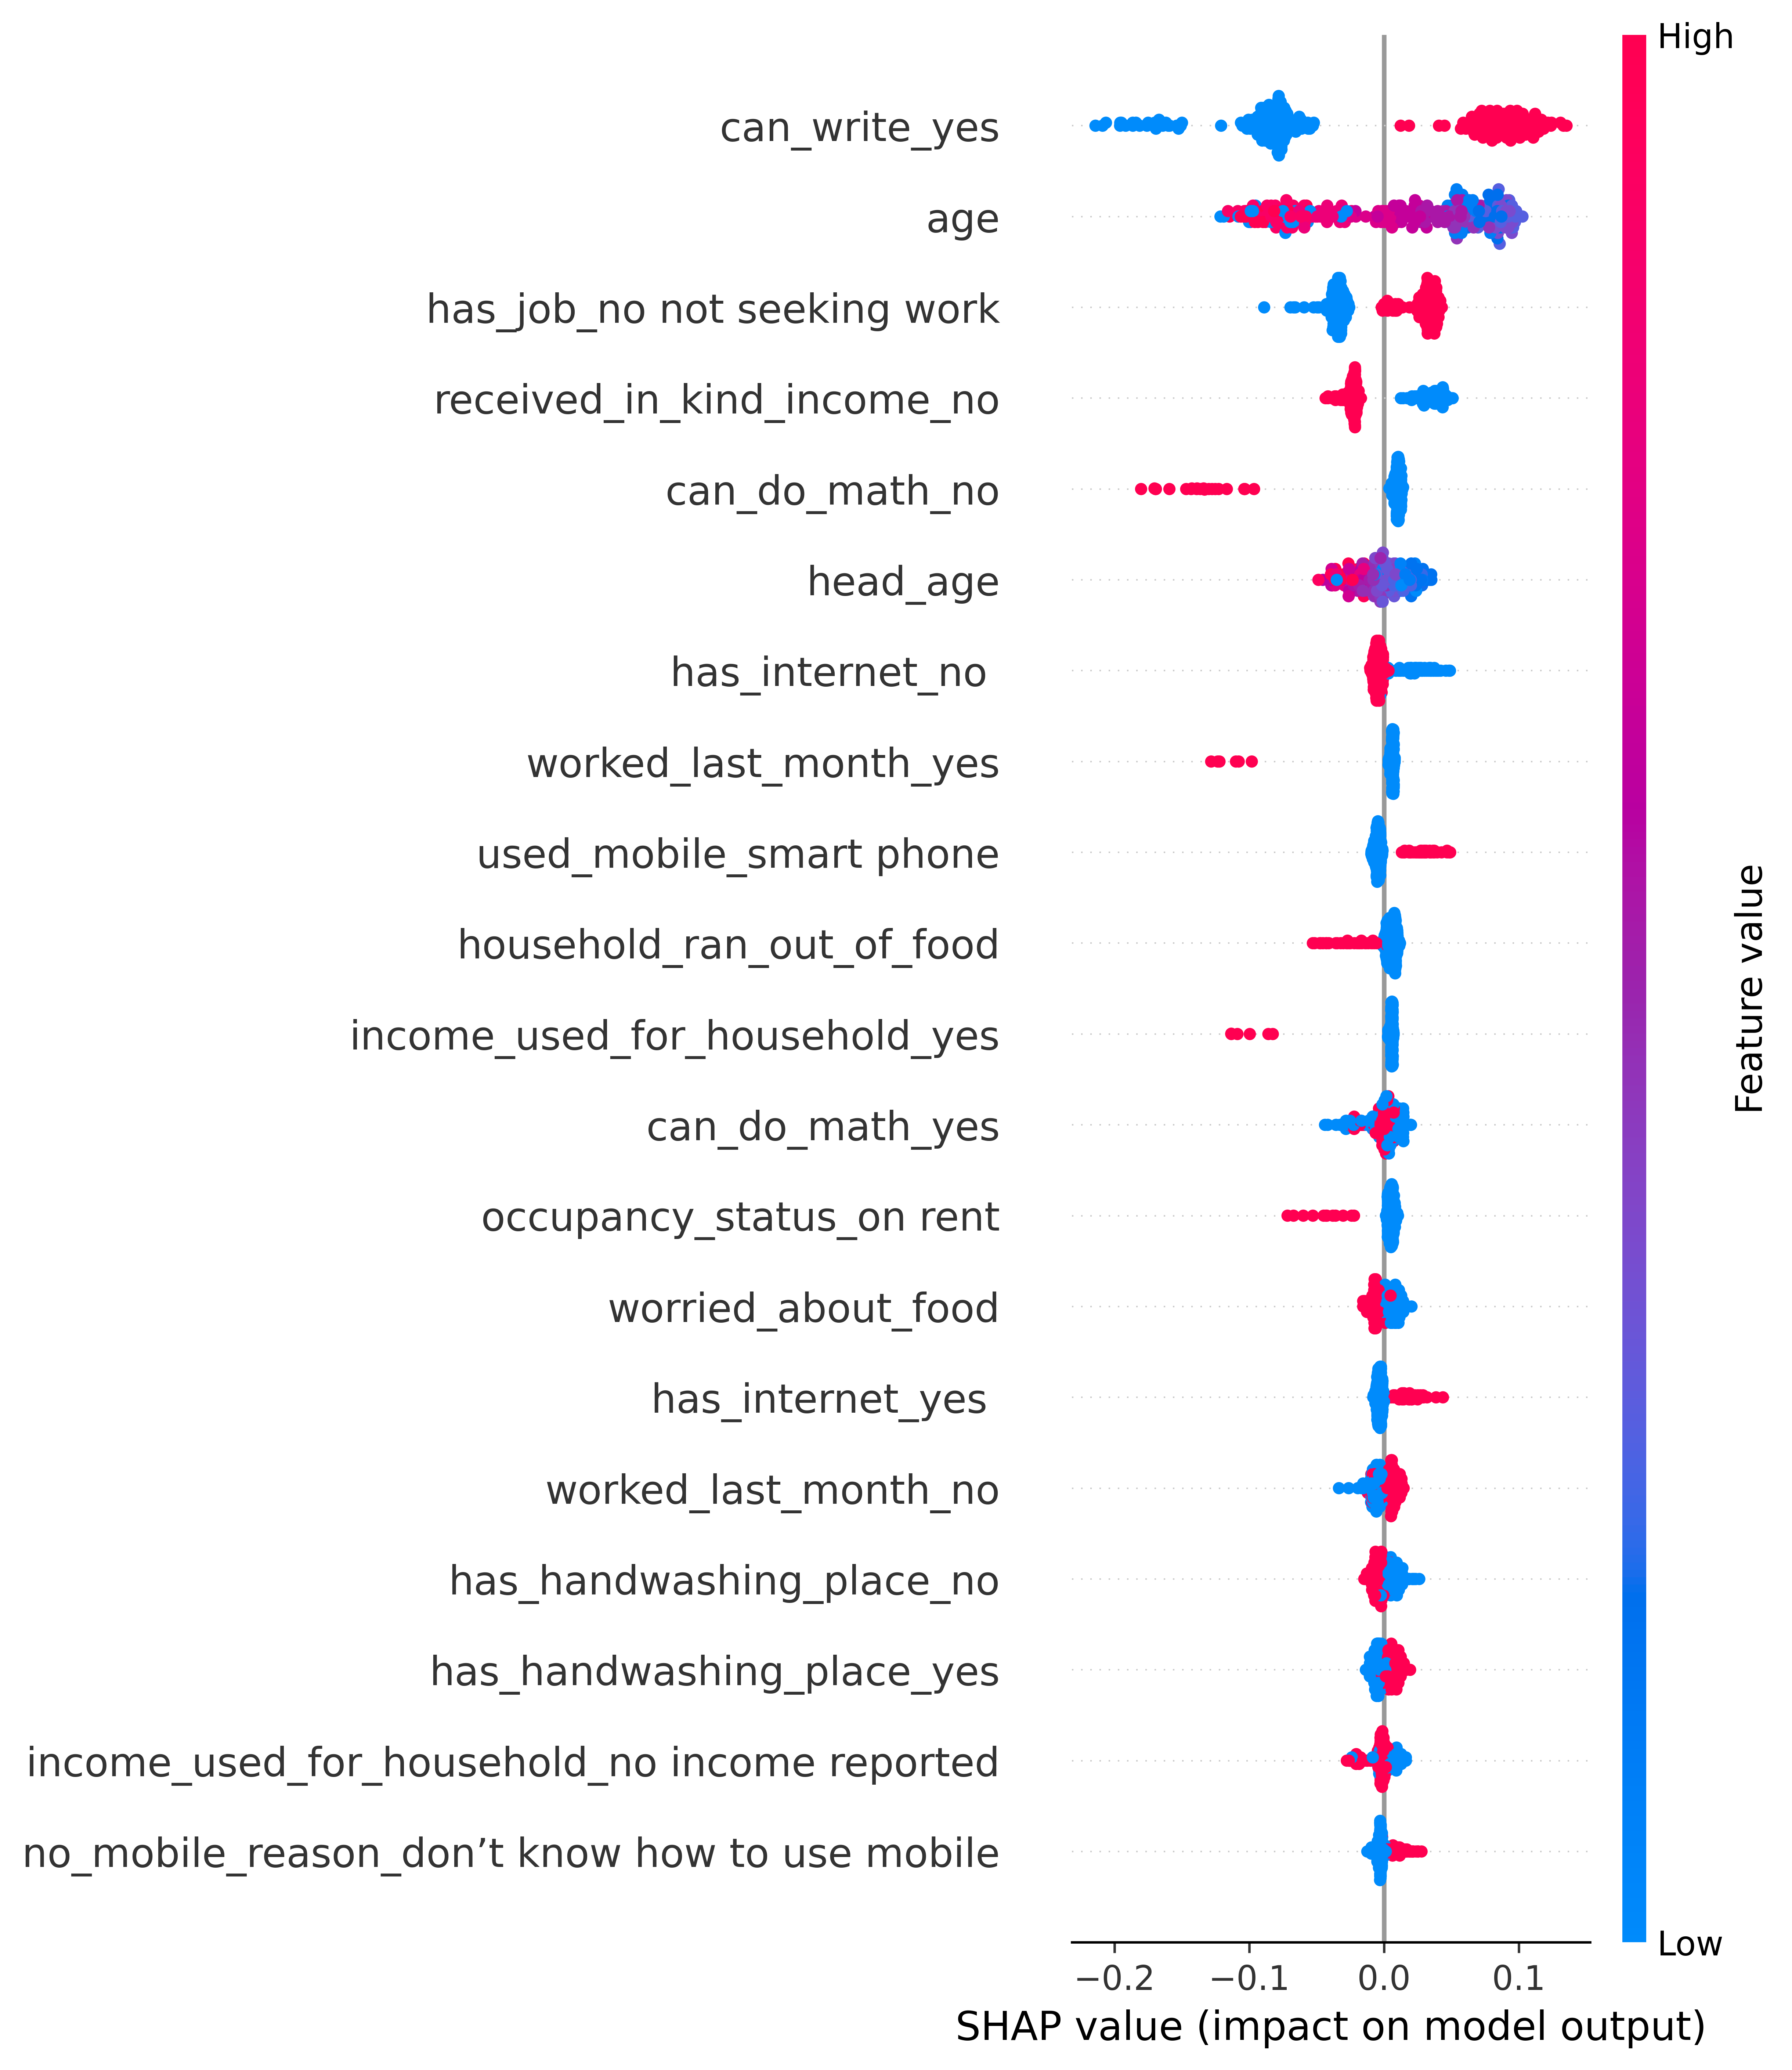 High
can_write_yes
age
has_job_no not seeking work
received_in_kind_income_no
can_do_math_no
head_age
has_internet_no
worked_last_month_yes
used_mobile_smart phone
household_ran_out_of_food
income_used_for_household_yes
can_do_math_yes
occupancy_status_on rent
worried_about_food
has_internet_yes
worked_last_month_no
has_handwashing_place_no
has_handwashing_place_yes
income_used_for_household_no income reported
no_mobile_reason_don’t know how to use mobile
Feature value
Low
−0.2 −0.1 0.0 0.1
SHAP value (impact on model output)